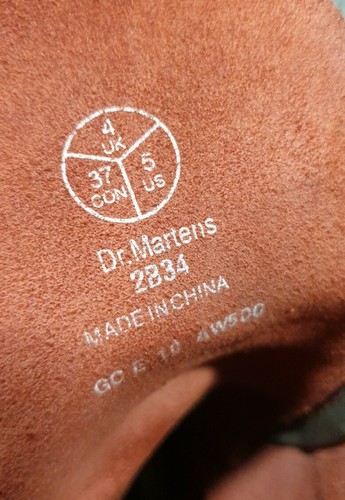 4
UK
37
CON
5
US
Dr.Martens
2B34
MADE IN CHINA
GC E 10 4W500